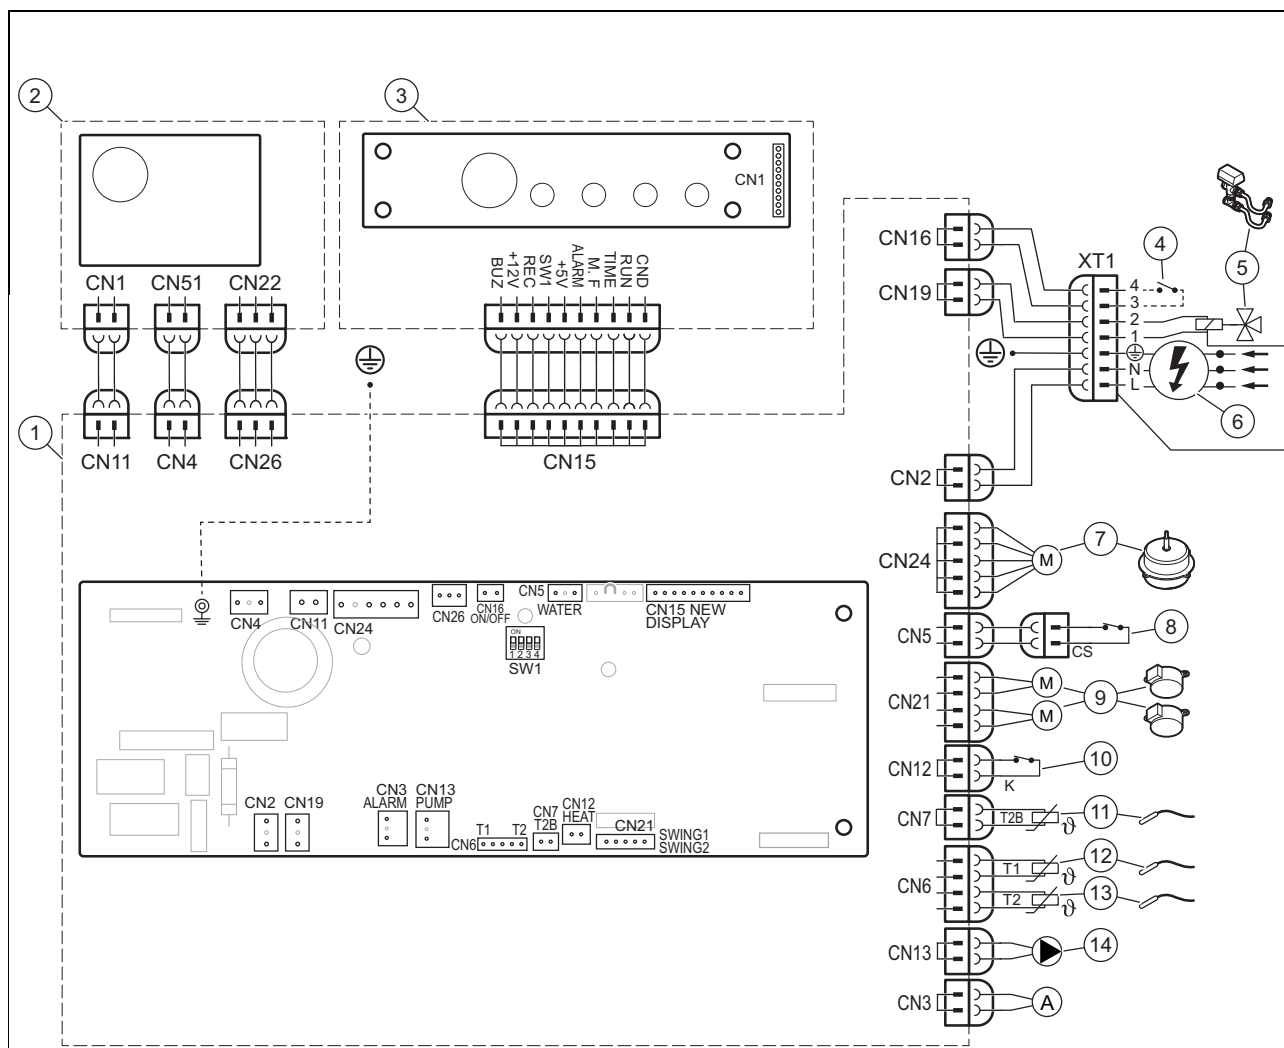 2
3
CN1
BUZ
+12V
REC
SW1
+5V
ALARM
M. F
TIME
RUN
CND
CN1
CN51
CN22
1
CN11
CN4
CN26
CN15
CN16
CN19
XT1
4
3
2
1
N
L
4
5
6
CN2
CN24
M
7
CN5
CS
8
CN21
M
M
9
CN12
K
10
CN7
T2B
ϑ
11
CN6
T1
ϑ
12
T2
ϑ
13
CN13
14
CN3
A
CN4
CN11
CN24
CN26
CN16
ON/OFF
CN5
WATER
CN15 NEW
DISPLAY
ON
1 2 3 4
SW1
CN2
CN19
CN3
ALARM
CN13
PUMP
T1
T2
CN6
CN7
T2B
CN12
HEAT
CN21
SWING1
SWING2